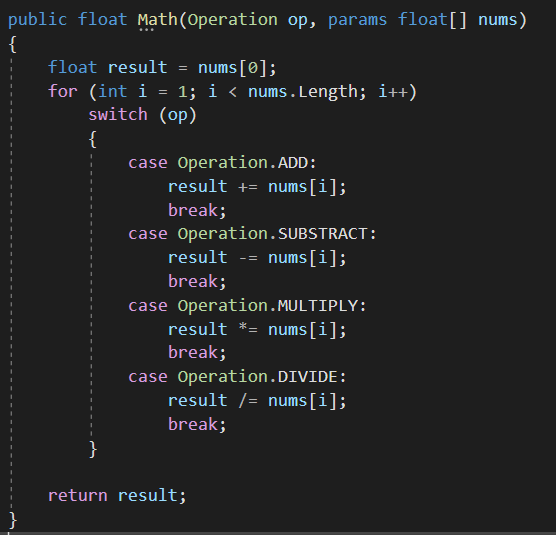 public float Math(Operation op, params float[] nums)
{
    float result = nums[0];
    for (int i = 1; i < nums.Length; i++)
        switch (op)
        {
            case Operation.ADD:
                result += nums[i];
                break;
            case Operation.SUBSTRACT:
                result -= nums[i];
                break;
            case Operation.MULTIPLY:
                result *= nums[i];
                break;
            case Operation.DIVIDE:
                result /= nums[i];
                break;
        }

    return result;
}